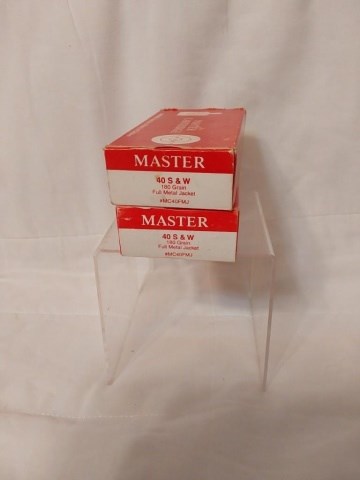 MASTER
40 S & W
180 Grain
Full Metal Jacket
#MC40FMJ
MASTER
40 S & W
180 Grain
Full Metal Jacket
#MC40FMJ